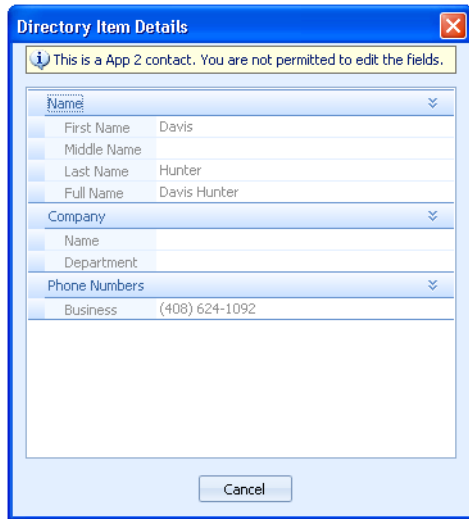 Directory Item Details
This is a App 2 contact. You are not permitted to edit the fields.
Name
First Name Davis
Middle Name
Last Name Hunter
Full Name Davis Hunter
Company
Name
Department
Phone Numbers
Business (408) 624-1092
Cancel